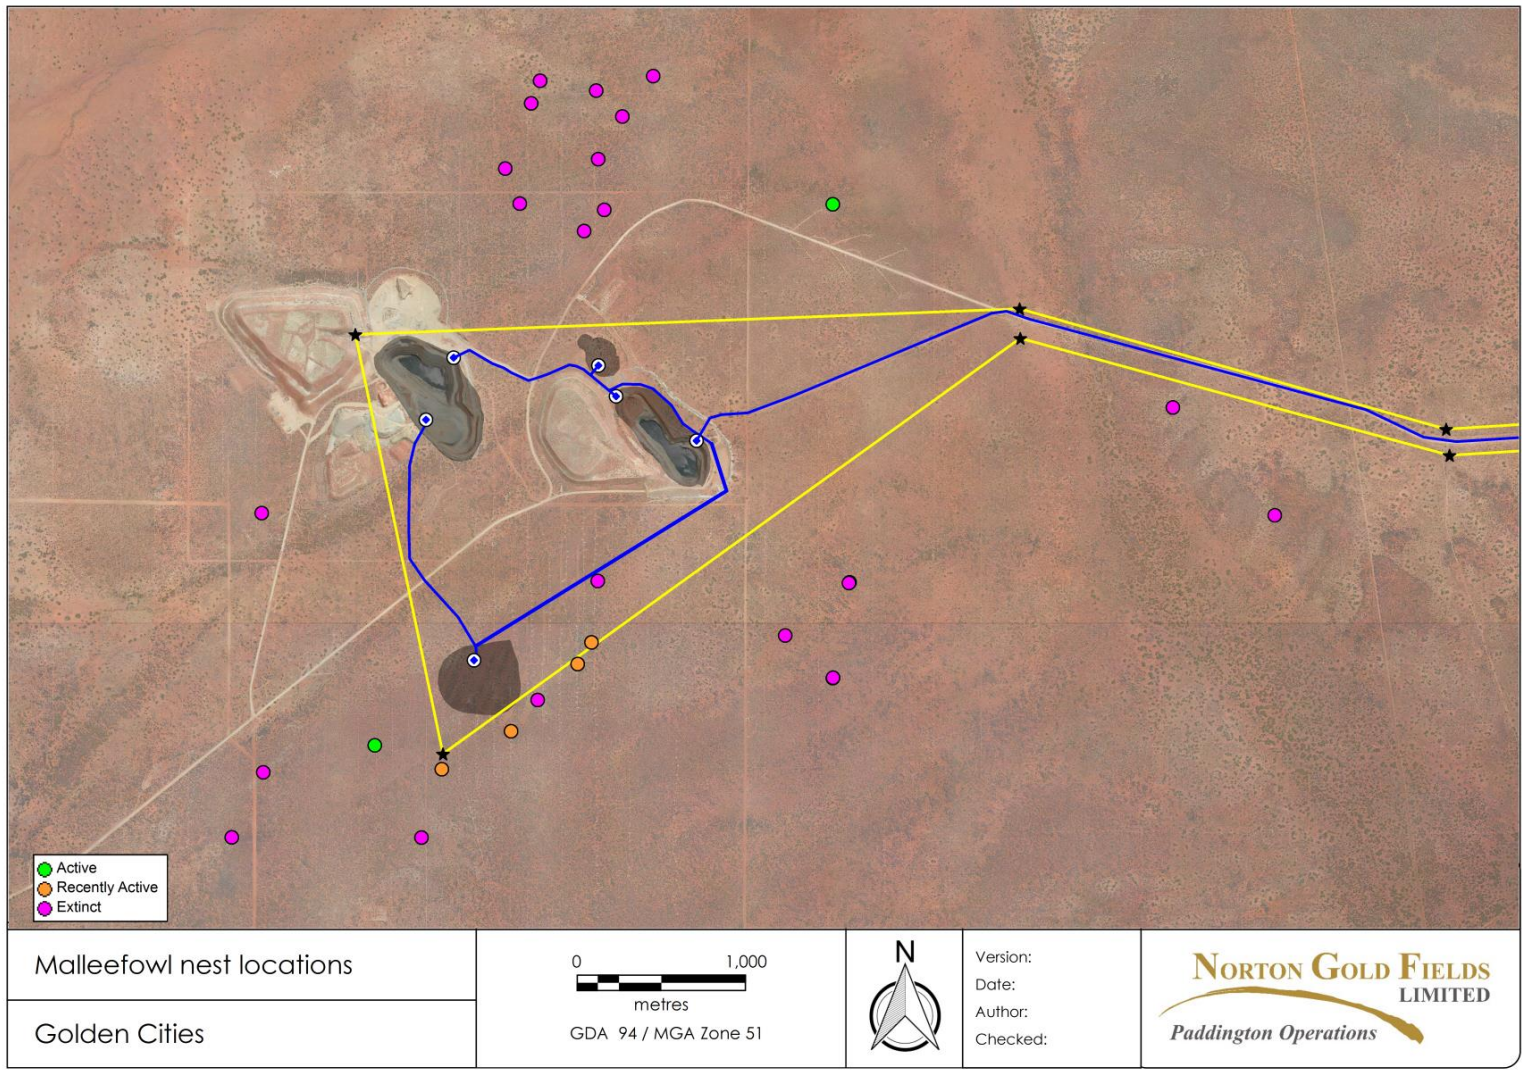 Active
Recently Active
Extinct
Malleefowl nest locations
Golden Cities
0 1,000
metres
GDA 94 / MGA Zone 51
N
Version:
Date:
Author:
Checked:
NORTON GOLD FIELDS
LIMITED
Paddington Operations